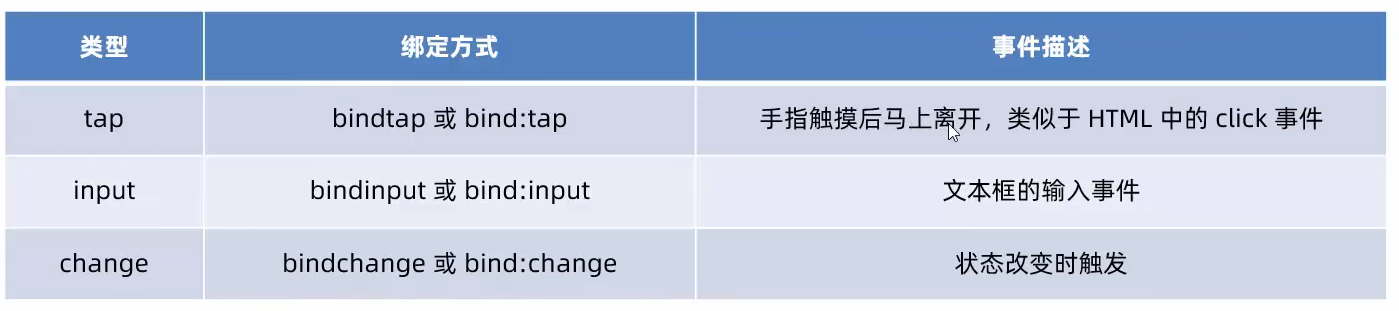 类型 绑定方式 事件描述
tap bindtap 或 bind:tap 手指触摸后马上离开，类似于 HTML 中的 click 事件
input bindinput 或 bind:input 文本框的输入事件
change bindchange 或 bind:change 状态改变时触发